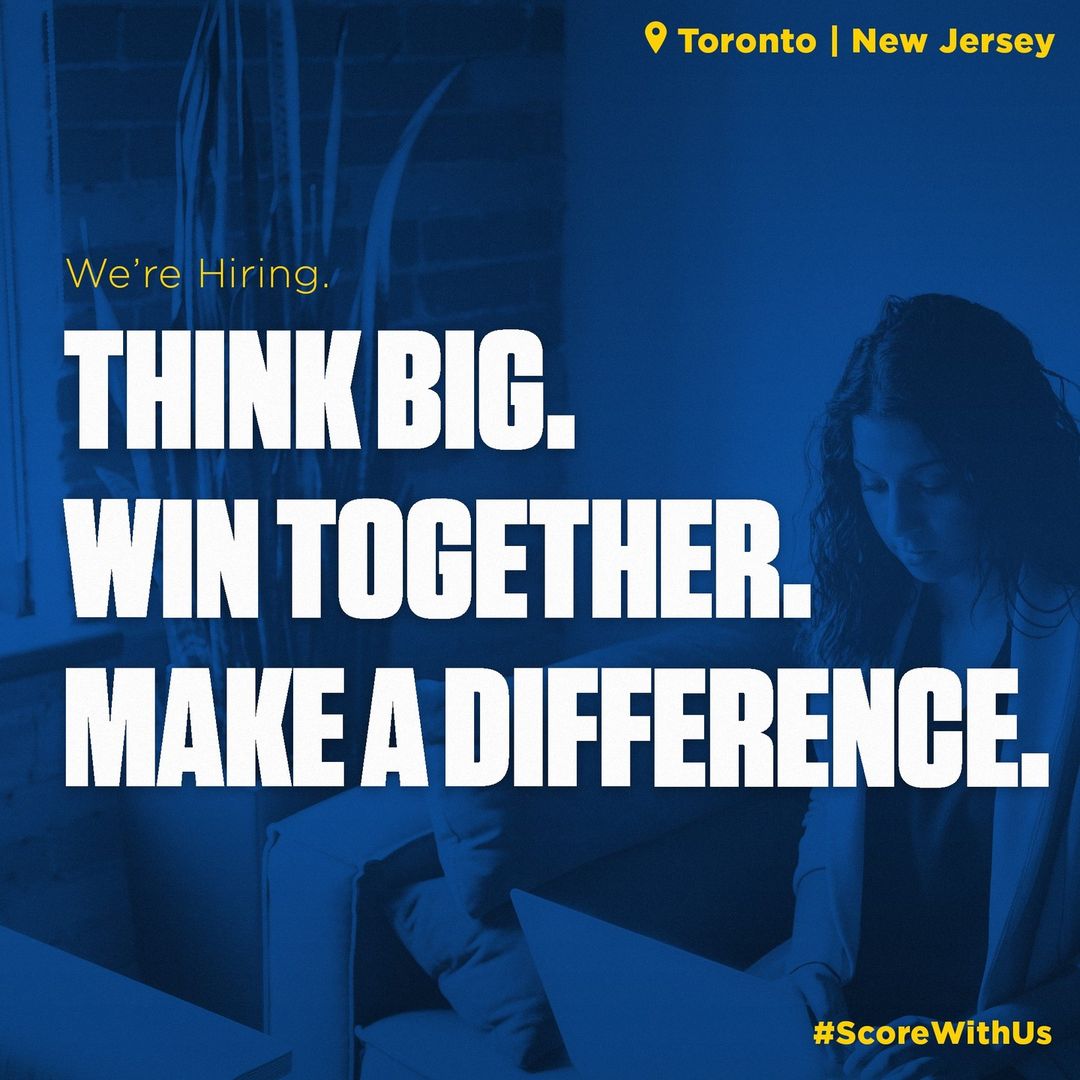 Toronto | New Jersey
We’re Hiring.
THINK BIG.
WIN TOGETHER.
MAKE A DIFFERENCE.
#ScoreWithUs